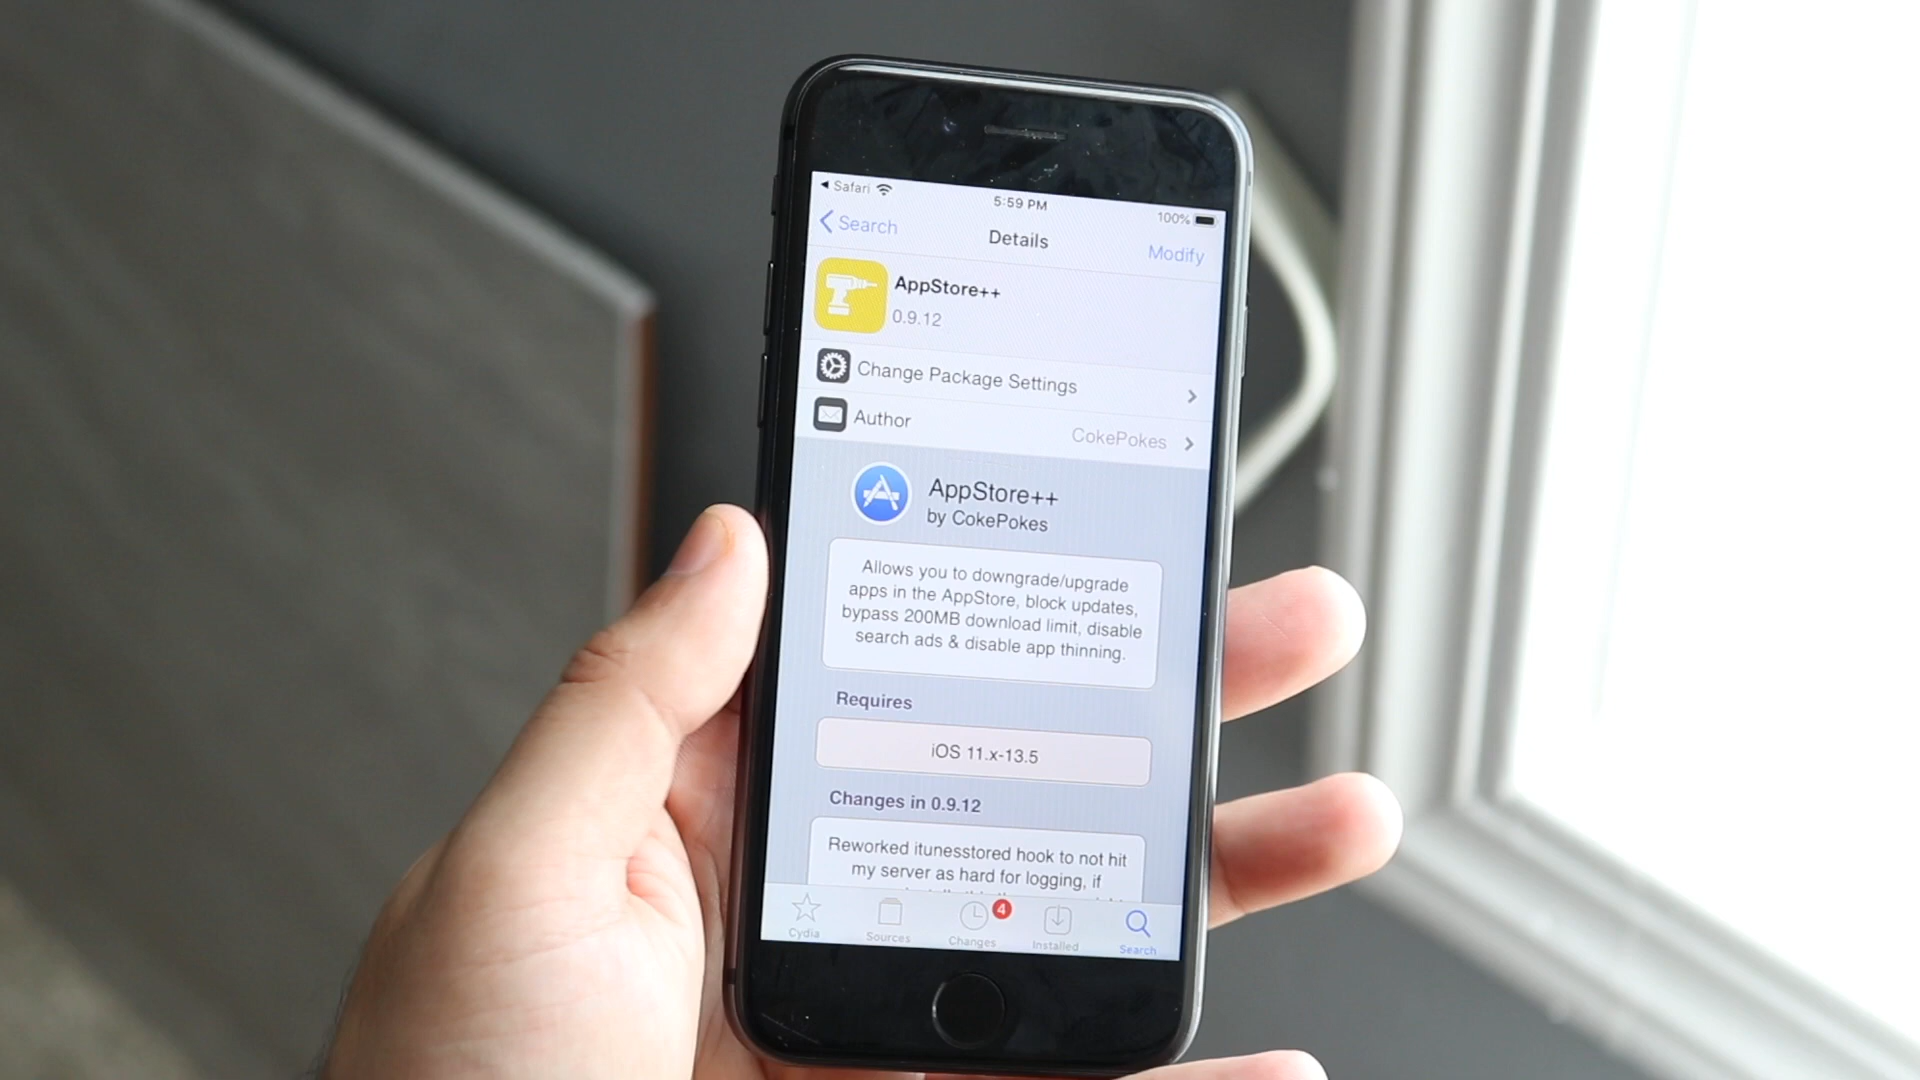 ◀ Safari
5:59 PM
100%
Search
Details
Modify
AppStore++
0.9.12
Change Package Settings
Author
CokePokes
AppStore++
by CokePokes
Allows you to downgrade/upgrade
apps in the AppStore, block updates,
bypass 200MB download limit, disable
search ads & disable app thinning.
Requires
iOS 11.x-13.5
Changes in 0.9.12
Reworked itunesstored hook to not hit
my server as hard for logging, if
4
Cydia
Sources
Changes
Installed
Search